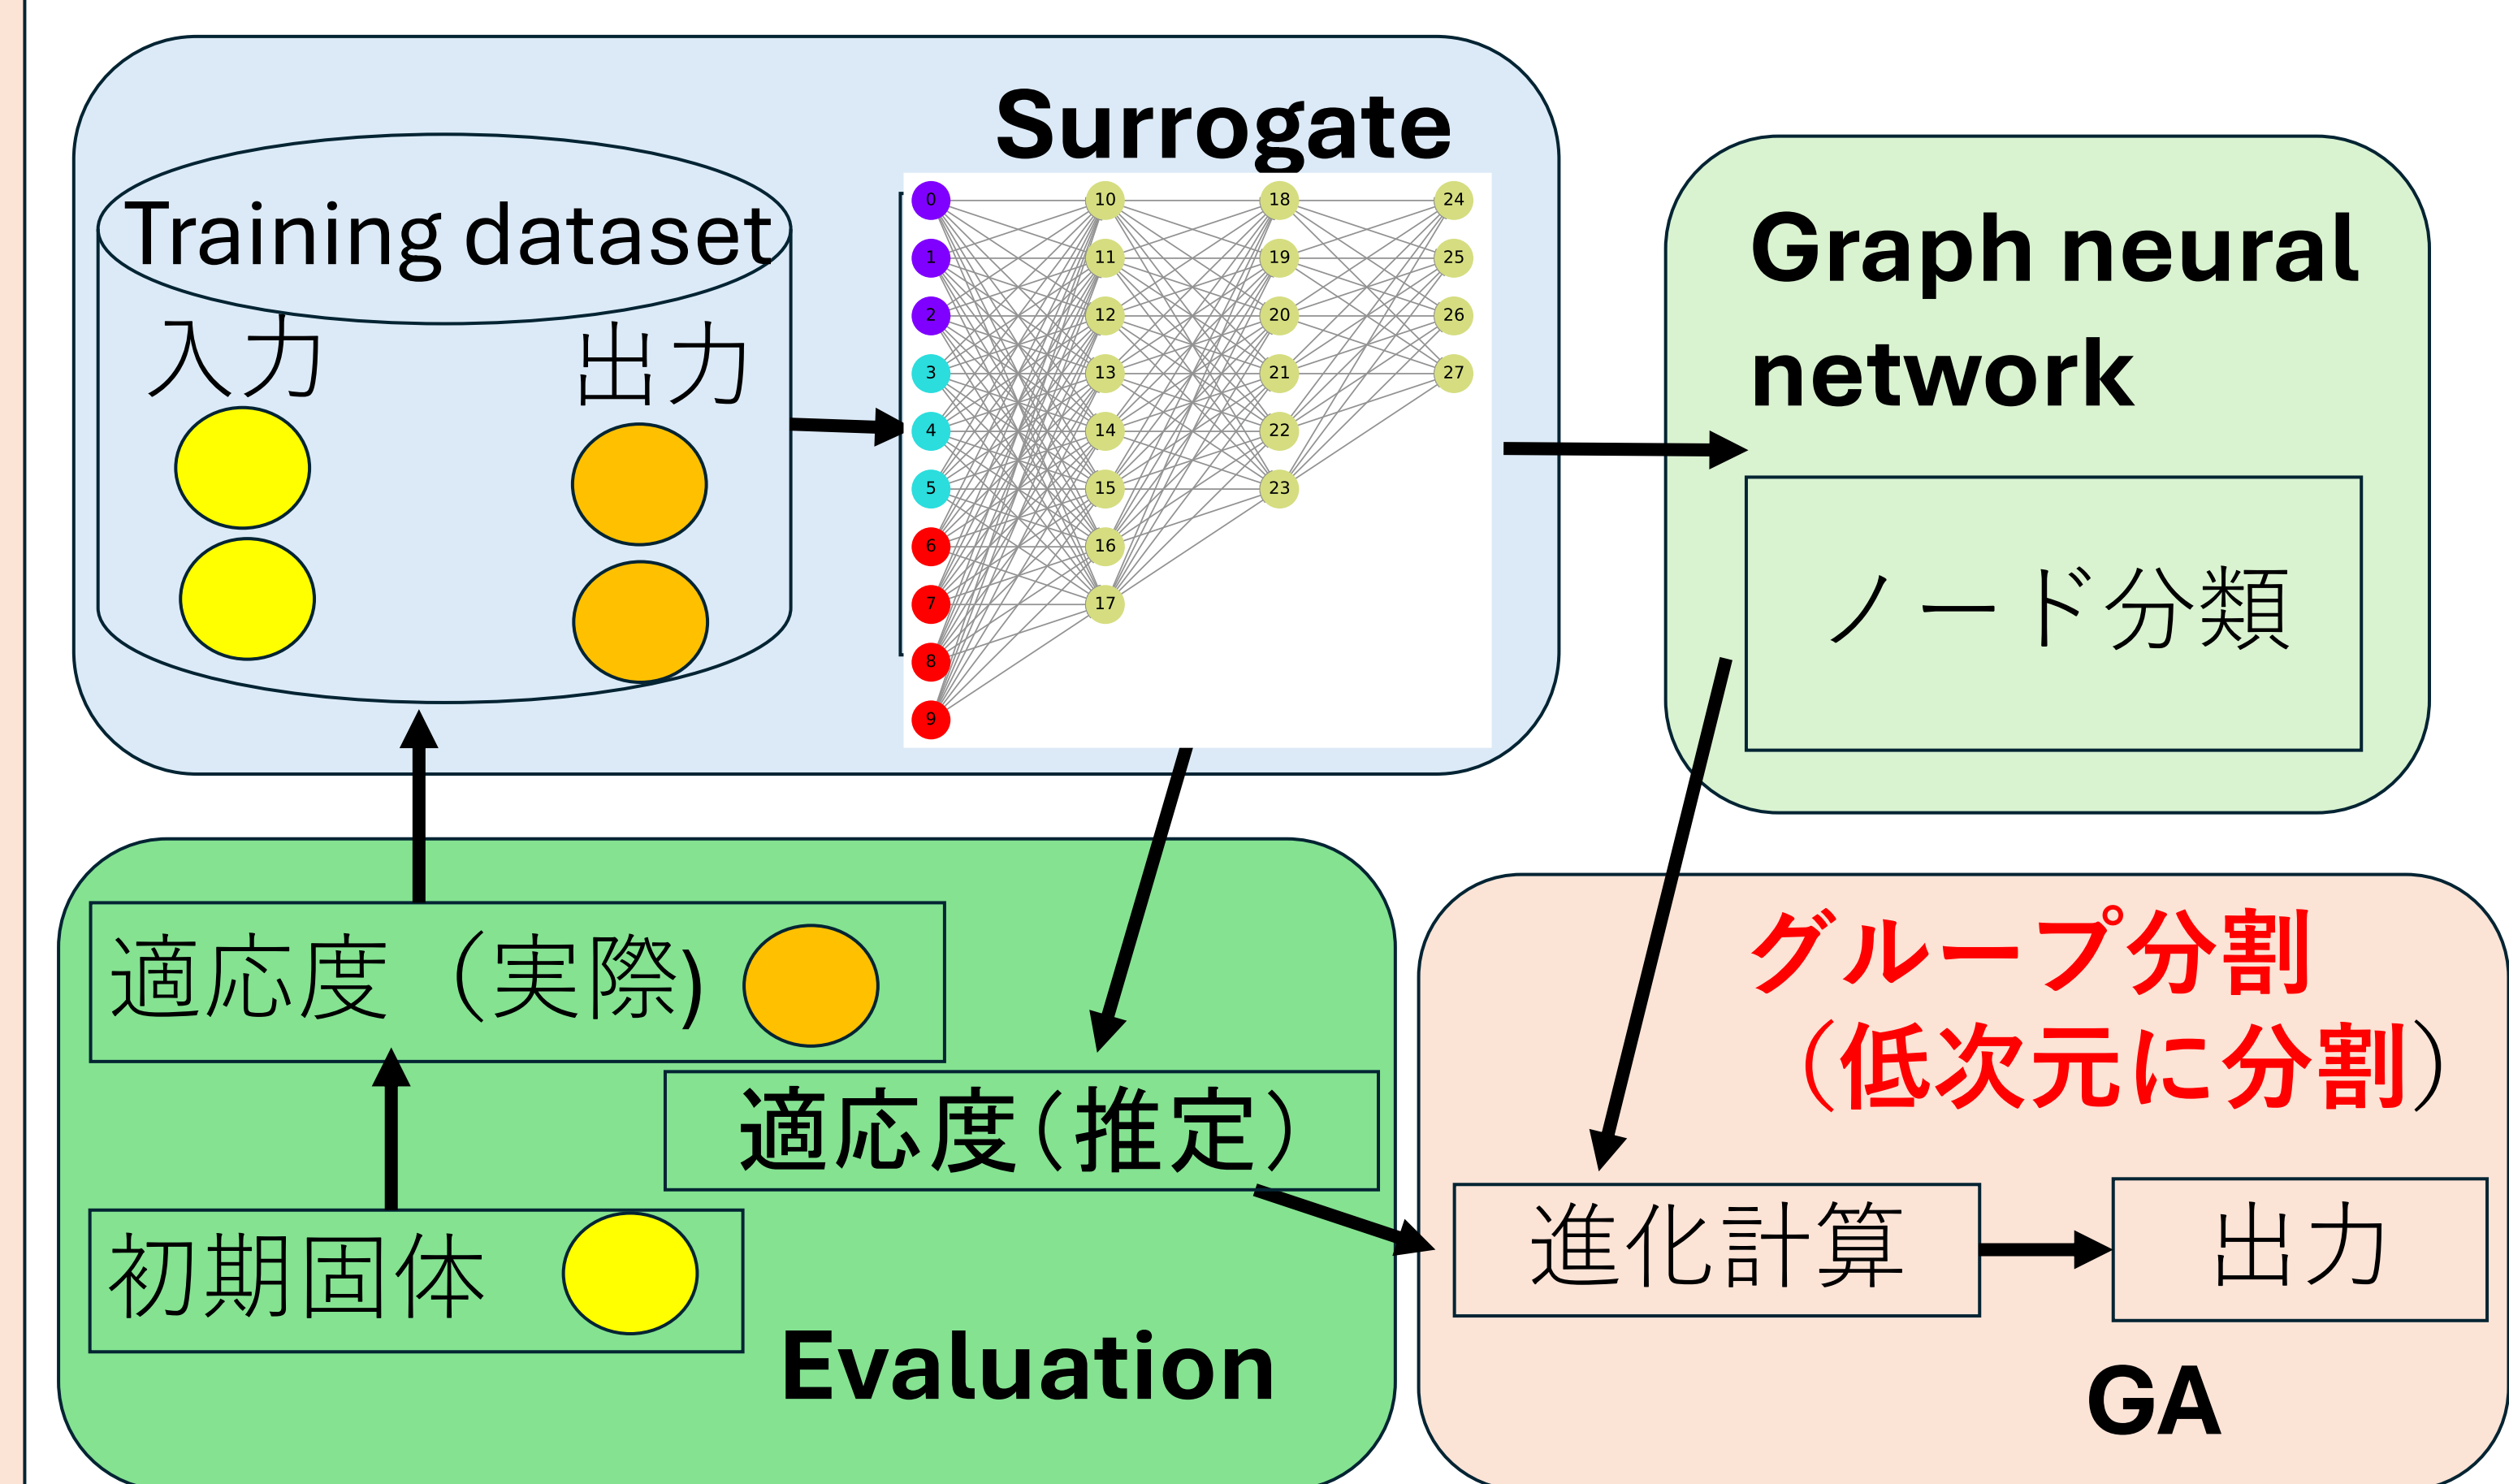 Surrogate
Training dataset
入力
出力
0 10 18 24
1 11 19 25
2 12 20 26
3 13 21 27
4 14 22
5 15 23
6 16
7 17
8
9
Graph neural
network
ノード分類
適応度（実際)
適応度（推定）
初期固体
Evaluation
グループ分割
（低次元に分割）
進化計算
出力
GA